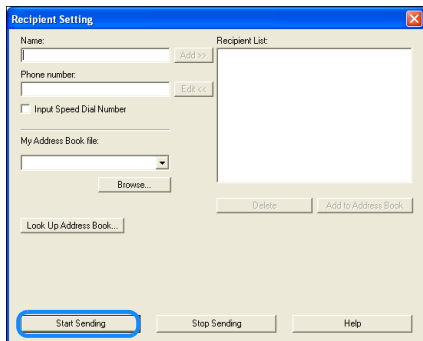 Recipient Setting
Name:
Recipient List:
Add >>
Phone number:
Edit <<
Input Speed Dial Number
My Address Book file:
Browse...
Delete
Add to Address Book
Look Up Address Book...
Start Sending
Stop Sending
Help